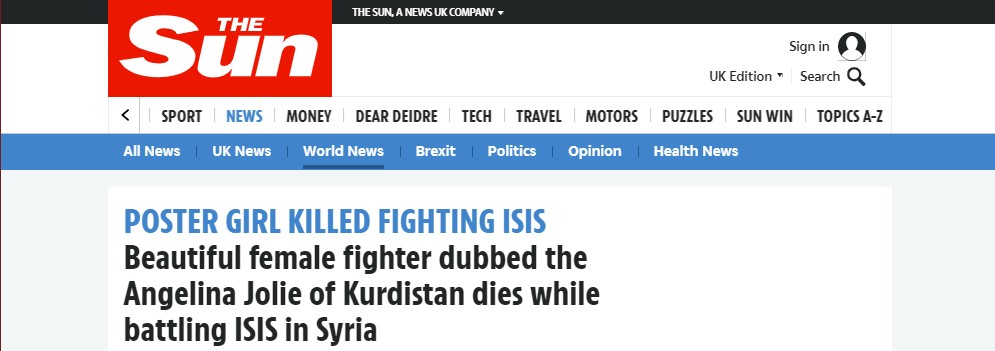 THE SUN, A NEWS UK COMPANY
THE
Sun
Sign in
UK Edition Search
SPORT NEWS MONEY DEAR DEIDRE TECH TRAVEL MOTORS PUZZLES SUN WIN TOPICS A-Z
All News UK News World News Brexit Politics Opinion Health News
POSTER GIRL KILLED FIGHTING ISIS
Beautiful female fighter dubbed the
Angelina Jolie of Kurdistan dies while
battling ISIS in Syria